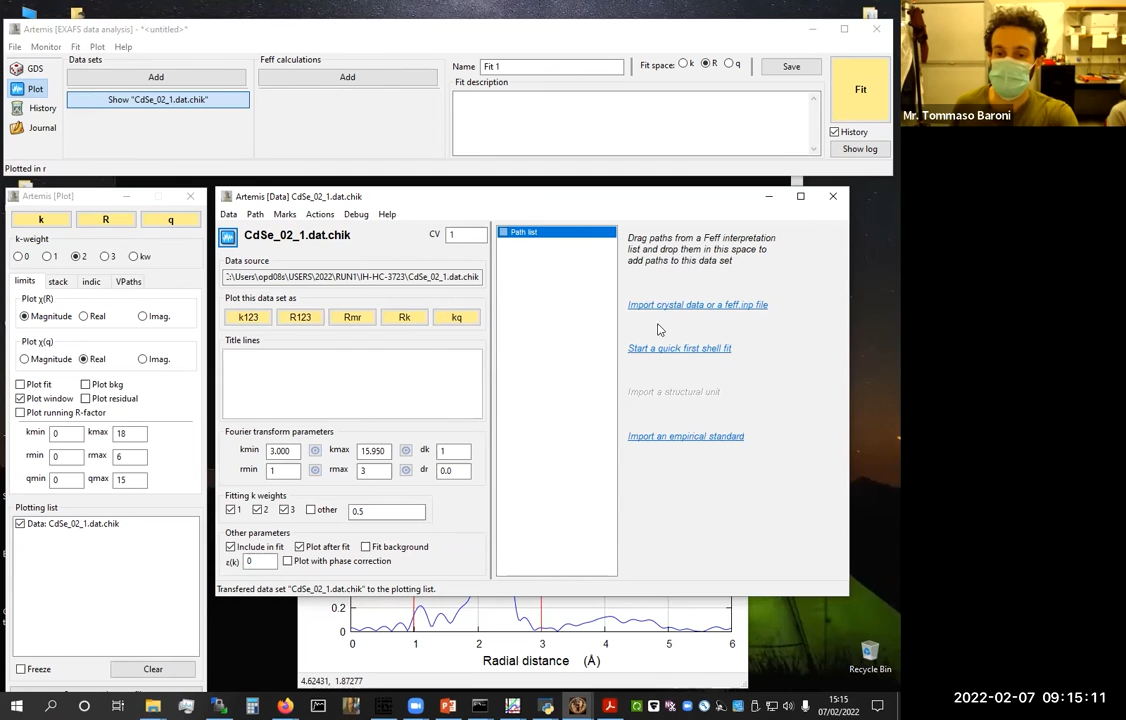 Artemis [EXAFS data analysis] - *<untitled>*
File Monitor Fit Plot Help
GDS
Plot
History
Journal
Data sets
Add
Show "CdSe_02_1.dat.chik"
Feff calculations
Add
Name Fit 1
Fit space: k R q
Save
Fit description
Fit
History
Show log
Plotted in r
Artemis [Plot]
k R q
k-weight
0 1 2 3 kw
limits stack indic VPaths
Plot χ(R)
Magnitude Real Imag.
Plot χ(q)
Magnitude Real Imag.
Plot fit Plot bkg
Plot window Plot residual
Plot running R-factor
kmin 0 kmax 18
rmin 0 rmax 6
qmin 0 qmax 15
Plotting list
Data: CdSe_02_1.dat.chik
Freeze Clear
Artemis [Data] CdSe_02_1.dat.chik
Data Path Marks Actions Debug Help
CdSe_02_1.dat.chik CV 1
Data source
:\Users\opd08s\USERS\2022\RUN1\IH-HC-3723\CdSe_02_1.dat.chik
Plot this data set as
k123 R123 Rmr Rk kq
Title lines
Fourier transform parameters
kmin 3.000 kmax 15.950 dk 1
rmin 1 rmax 3 dr 0.0
Fitting k weights
1 2 3 other 0.5
Other parameters
Include in fit Plot after fit Fit background
ε(k) 0 Plot with phase correction
Path list
Drag paths from a Feff interpretation
list and drop them in this space to
add paths to this data set
Import crystal data or a feff.inp file
Start a quick first shell fit
Import a structural unit
Import an empirical standard
Transfered data set "CdSe_02_1.dat.chik" to the plotting list.
0.2
0
0 1 2 3 4 5 6
Radial distance (Å)
4.62431, 1.87277
Recycle Bin
15:15
07/02/2022
Mr. Tommaso Baroni
2022-02-07 09:15:11